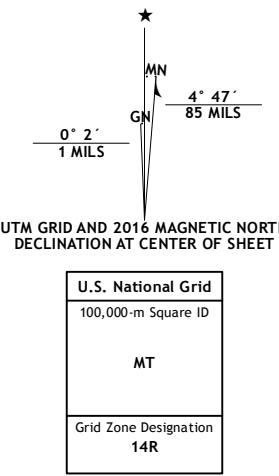 ★
MN
4° 47´
85 MILS
GN
0° 2´
1 MILS
UTM GRID AND 2016 MAGNETIC NORTH
DECLINATION AT CENTER OF SHEET
U.S. National Grid
100,000-m Square ID
MT
Grid Zone Designation
14R